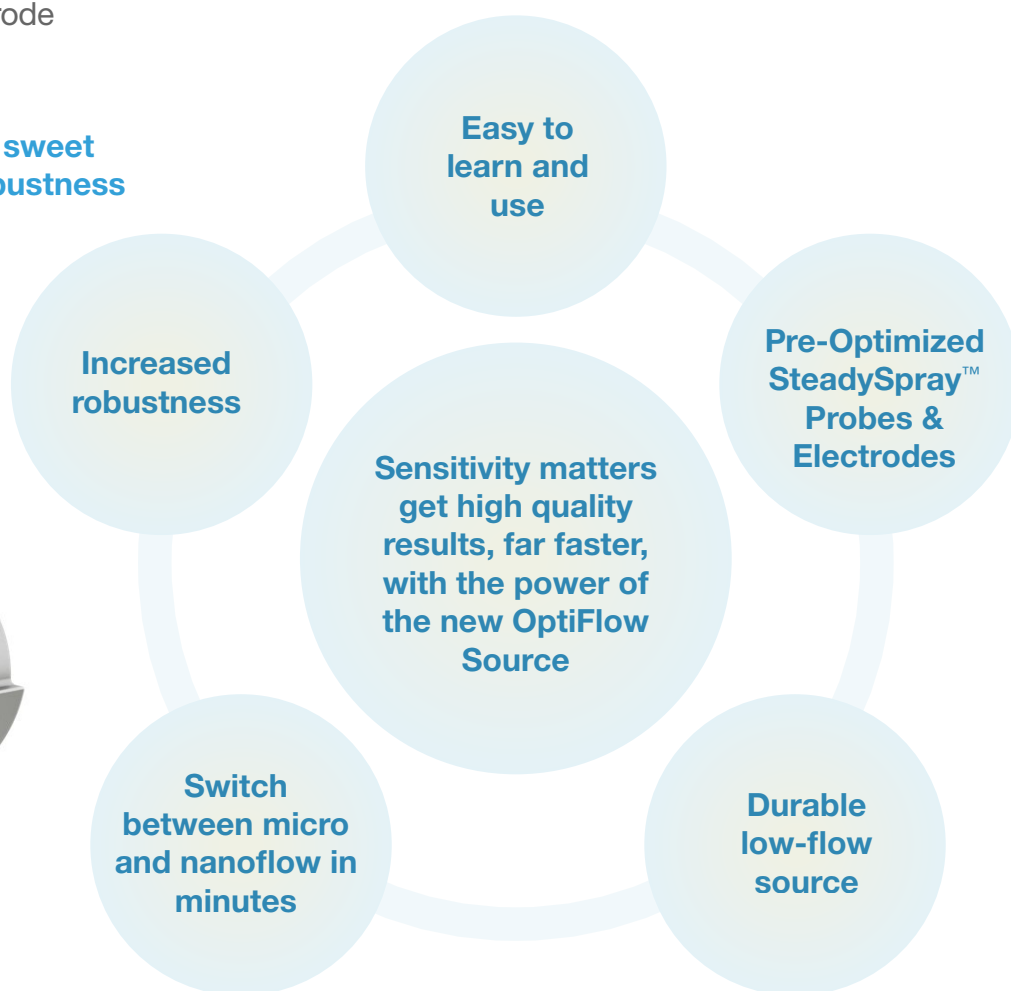 sweet
Easy to
learn and
use
Increased
robustness
Pre-Optimized
SteadySpray™
Probes &
Electrodes
Sensitivity matters
get high quality
results, far faster,
with the power of
the new OptiFlow
Source
Switch
between micro
and nanoflow in
minutes
Durable
low-flow
source